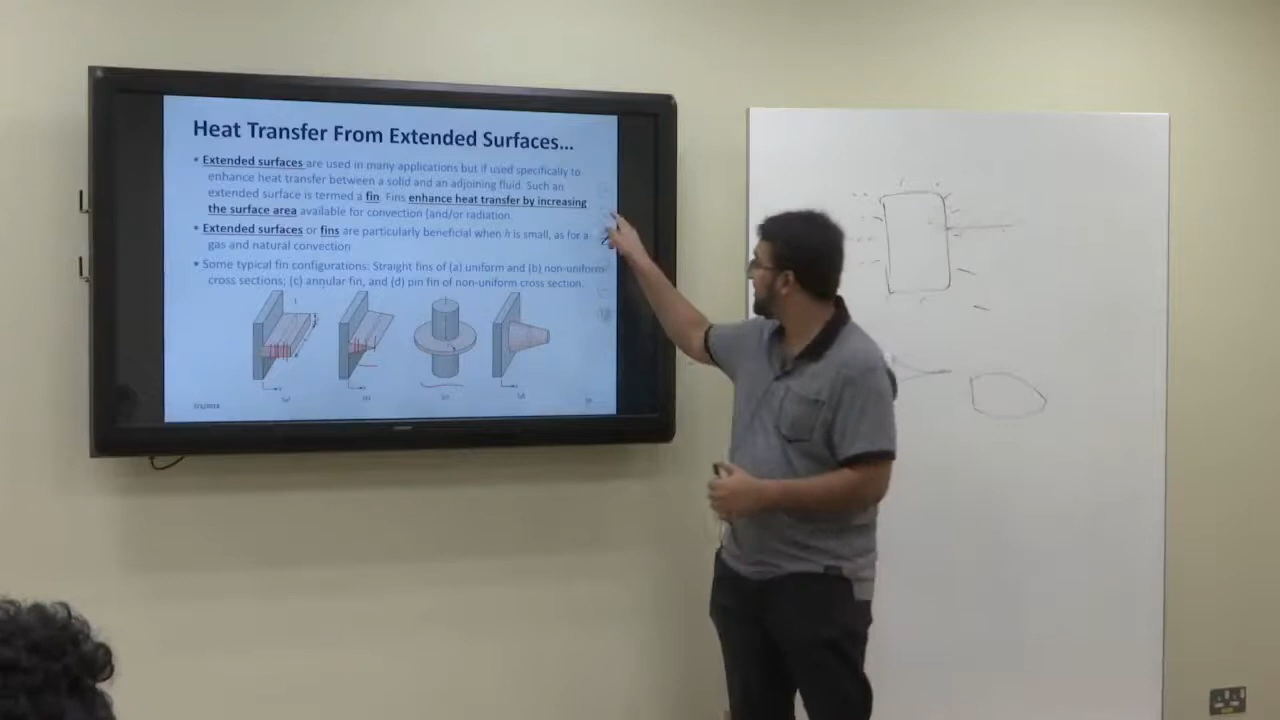 Heat Transfer From Extended Surfaces...
• Extended surfaces are used in many applications but if used specifically to
enhance heat transfer between a solid and an adjoining fluid. Such an
extended surface is termed a fin. Fins enhance heat transfer by increasing
the surface area available for convection (and/or radiation.
• Extended surfaces or fins are particularly beneficial when h is small, as for a
gas and natural convection
• Some typical fin configurations: Straight fins of (a) uniform and (b) non-uniform
cross sections; (c) annular fin, and (d) pin fin of non-uniform cross section.